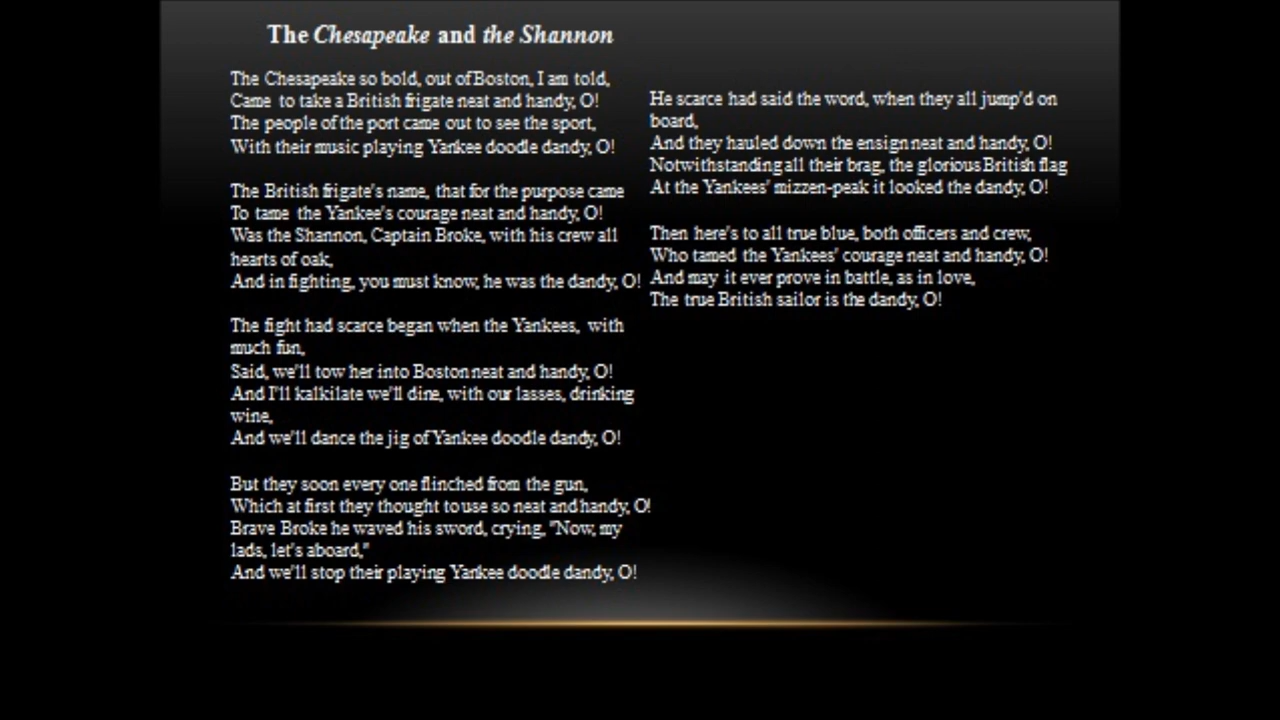 The Chesapeake and the Shannon
The Chesapeake so bold, out of Boston, I am told,
Came to take a British frigate neat and handy, O!
The people of the port came out to see the sport,
With their music playing Yankee doodle dandy, O!
The British frigate's name, that for the purpose came
To tame the Yankee's courage neat and handy, O!
Was the Shannon, Captain Broke, with his crew all
hearts of oak,
And in fighting, you must know, he was the dandy, O!
The fight had scarce began when the Yankees, with
much fun,
Said, we'll tow her into Boston neat and handy, O!
And I'll kalkilate we'll dine, with our lasses, drinking
wine,
And we'll dance the jig of Yankee doodle dandy, O!
But they soon every one flinched from the gun,
Which at first they thought to use so neat and handy, O!
Brave Broke he waved his sword, crying, "Now, my
lads, let's aboard,"
And we'll stop their playing Yankee doodle dandy, O!
He scarce had said the word, when they all jump'd on
board,
And they hauled down the ensign neat and handy, O!
Notwithstanding all their brag, the glorious British flag
At the Yankees' mizzen-peak it looked the dandy, O!
Then here's to all true blue, both officers and crew,
Who tamed the Yankees' courage neat and handy, O!
And may it ever prove in battle, as in love,
The true British sailor is the dandy, O!